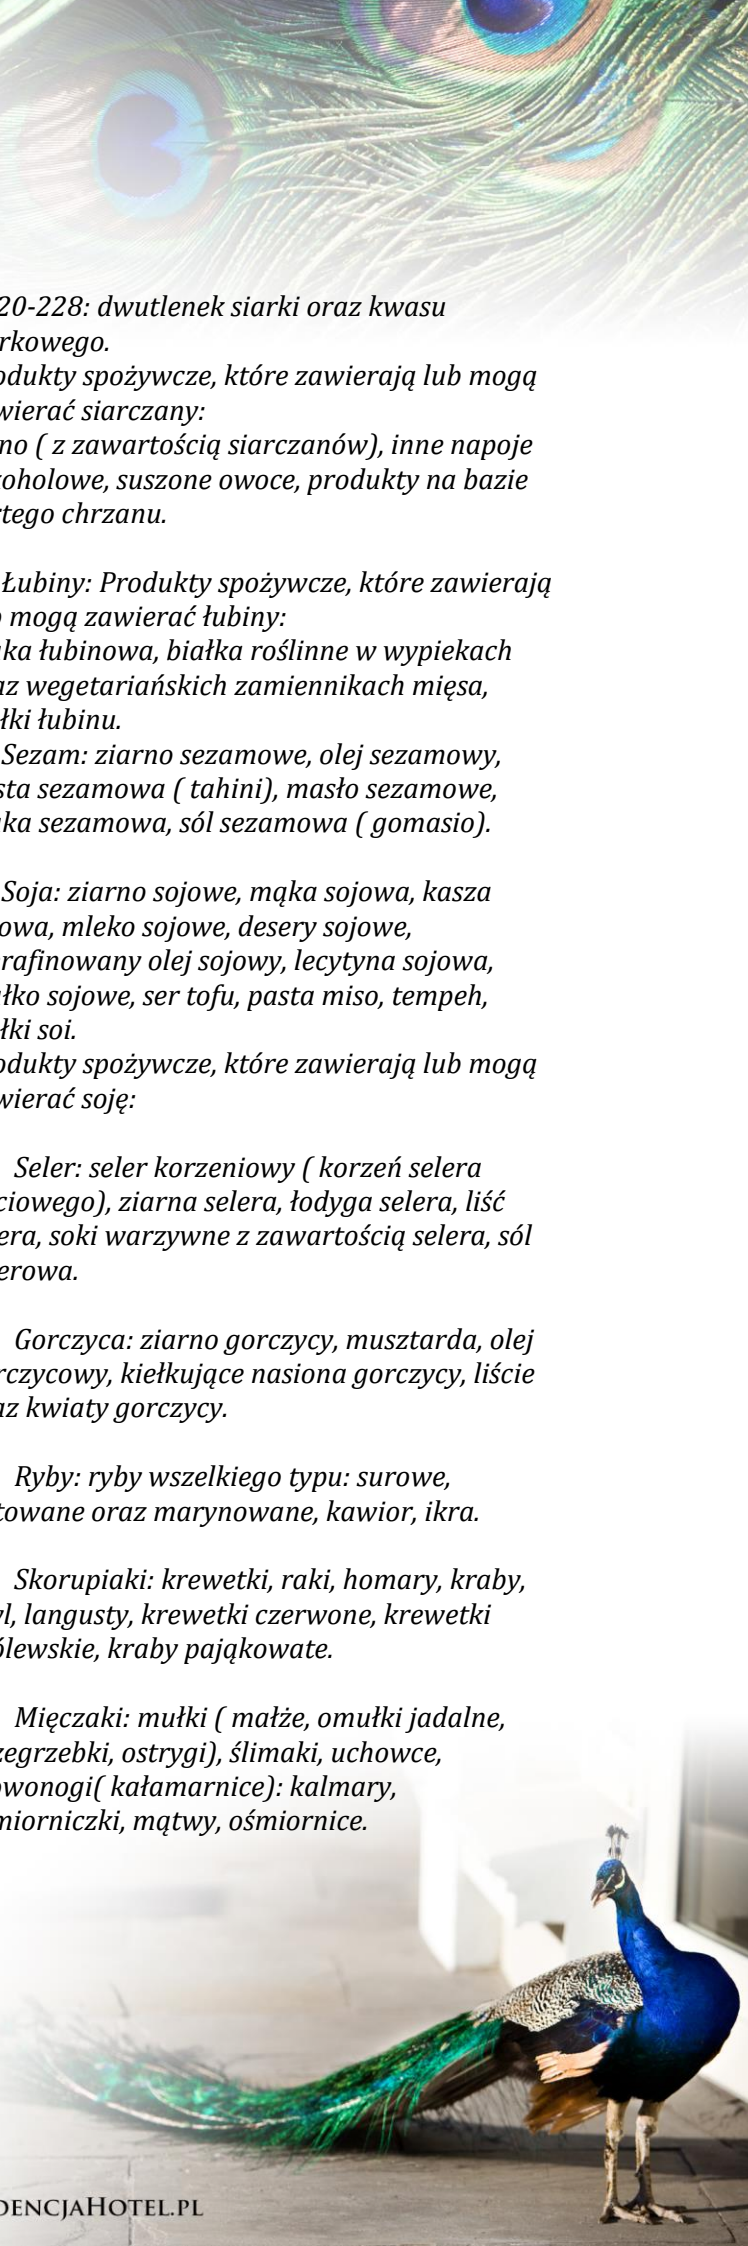 20-228: dwutlenek siarki oraz kwasu
rkowego.
odukty spożywcze, które zawierają lub mogą
wierać siarczany:
no ( z zawartością siarczanów), inne napoje
oholowe, suszone owoce, produkty na bazie
rtego chrzanu.
Łubiny: Produkty spożywcze, które zawierają
mogą zawierać łubiny:
ka łubinowa, białka roślinne w wypiekach
az wegetariańskich zamiennikach mięsa,
łki łubinu.
Sezam: ziarno sezamowe, olej sezamowy,
sta sezamowa ( tahini), masło sezamowe,
ka sezamowa, sól sezamowa ( gomasio).
Soja: ziarno sojowe, mąka sojowa, kasza
owa, mleko sojowe, desery sojowe,
rafinowany olej sojowy, lecytyna sojowa,
łko sojowe, ser tofu, pasta miso, tempeh,
łki soi.
odukty spożywcze, które zawierają lub mogą
wierać soję:
Seler: seler korzeniowy ( korzeń selera
ciowego), ziarna selera, łodyga selera, liść
era, soki warzywne z zawartością selera, sól
erowa.
Gorczyca: ziarno gorczycy, musztarda, olej
rczycowy, kiełkujące nasiona gorczycy, liście
az kwiaty gorczycy.
Ryby: ryby wszelkiego typu: surowe,
towane oraz marynowane, kawior, ikra.
Skorupiaki: krewetki, raki, homary, kraby,
yl, langusty, krewetki czerwone, krewetki
ólewskie, kraby pająkowate.
Mięczaki: mułki ( małże, omułki jadalne,
zegrzebki, ostrygi), ślimaki, uchowce,
owonogi( kałamarnice): kalmary,
miorniczki, mątwy, ośmiornice.
DENCJAHOTEL.PL